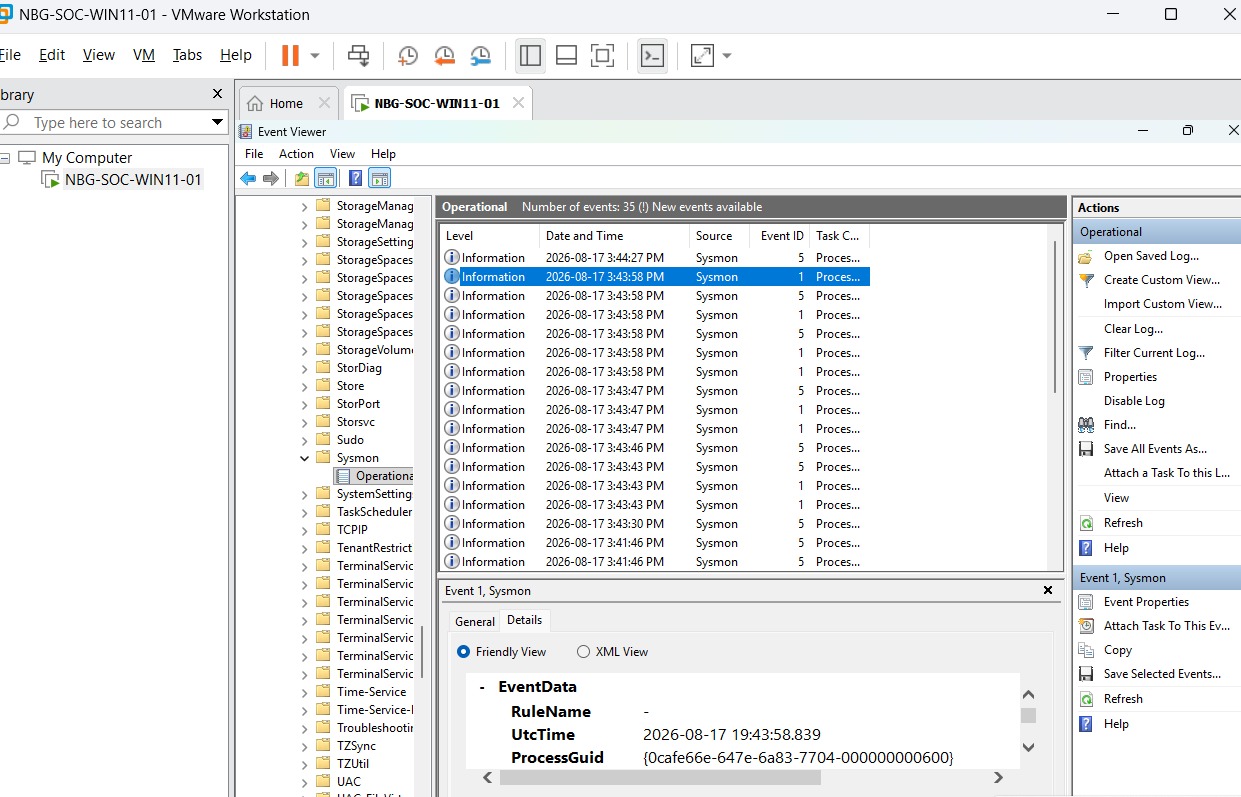 NBG-SOC-WIN11-01 - VMware Workstation
File Edit View VM Tabs Help
brary
Type here to search
My Computer
NBG-SOC-WIN11-01
Home
NBG-SOC-WIN11-01
Event Viewer
File Action View Help
StorageManag
StorageManag
StorageSetting
StorageSpaces
StorageSpaces
StorageSpaces
StorageSpaces
StorageSpaces
StorageVolum
StorDiag
Store
StorPort
Storsvc
Sudo
Sysmon
Operationa
SystemSetting
TaskScheduler
TCPIP
TenantRestrict
TerminalServic
TerminalServic
TerminalServic
TerminalServic
TerminalServic
TerminalServic
TerminalServic
Time-Service
Time-Service-
Troubleshootin
TZSync
TZUtil
UAC
Operational Number of events: 35 (!) New events available
Level Date and Time Source Event ID Task C...
Information 2026-08-17 3:44:27 PM Sysmon 5 Proces...
Information 2026-08-17 3:43:58 PM Sysmon 1 Proces...
Information 2026-08-17 3:43:58 PM Sysmon 5 Proces...
Information 2026-08-17 3:43:58 PM Sysmon 1 Proces...
Information 2026-08-17 3:43:58 PM Sysmon 5 Proces...
Information 2026-08-17 3:43:58 PM Sysmon 1 Proces...
Information 2026-08-17 3:43:58 PM Sysmon 1 Proces...
Information 2026-08-17 3:43:47 PM Sysmon 5 Proces...
Information 2026-08-17 3:43:47 PM Sysmon 1 Proces...
Information 2026-08-17 3:43:47 PM Sysmon 1 Proces...
Information 2026-08-17 3:43:46 PM Sysmon 5 Proces...
Information 2026-08-17 3:43:43 PM Sysmon 5 Proces...
Information 2026-08-17 3:43:43 PM Sysmon 1 Proces...
Information 2026-08-17 3:43:43 PM Sysmon 1 Proces...
Information 2026-08-17 3:43:30 PM Sysmon 5 Proces...
Information 2026-08-17 3:41:46 PM Sysmon 5 Proces...
Information 2026-08-17 3:41:46 PM Sysmon 5 Proces...
Event 1, Sysmon
General Details
Friendly View XML View
- EventData
RuleName -
UtcTime 2026-08-17 19:43:58.839
ProcessGuid {0cafe66e-647e-6a83-7704-000000000600}
Actions
Operational
Open Saved Log...
Create Custom View...
Import Custom View...
Clear Log...
Filter Current Log...
Properties
Disable Log
Find...
Save All Events As...
Attach a Task To this L...
View
Refresh
Help
Event 1, Sysmon
Event Properties
Attach Task To This Ev...
Copy
Save Selected Events...
Refresh
Help